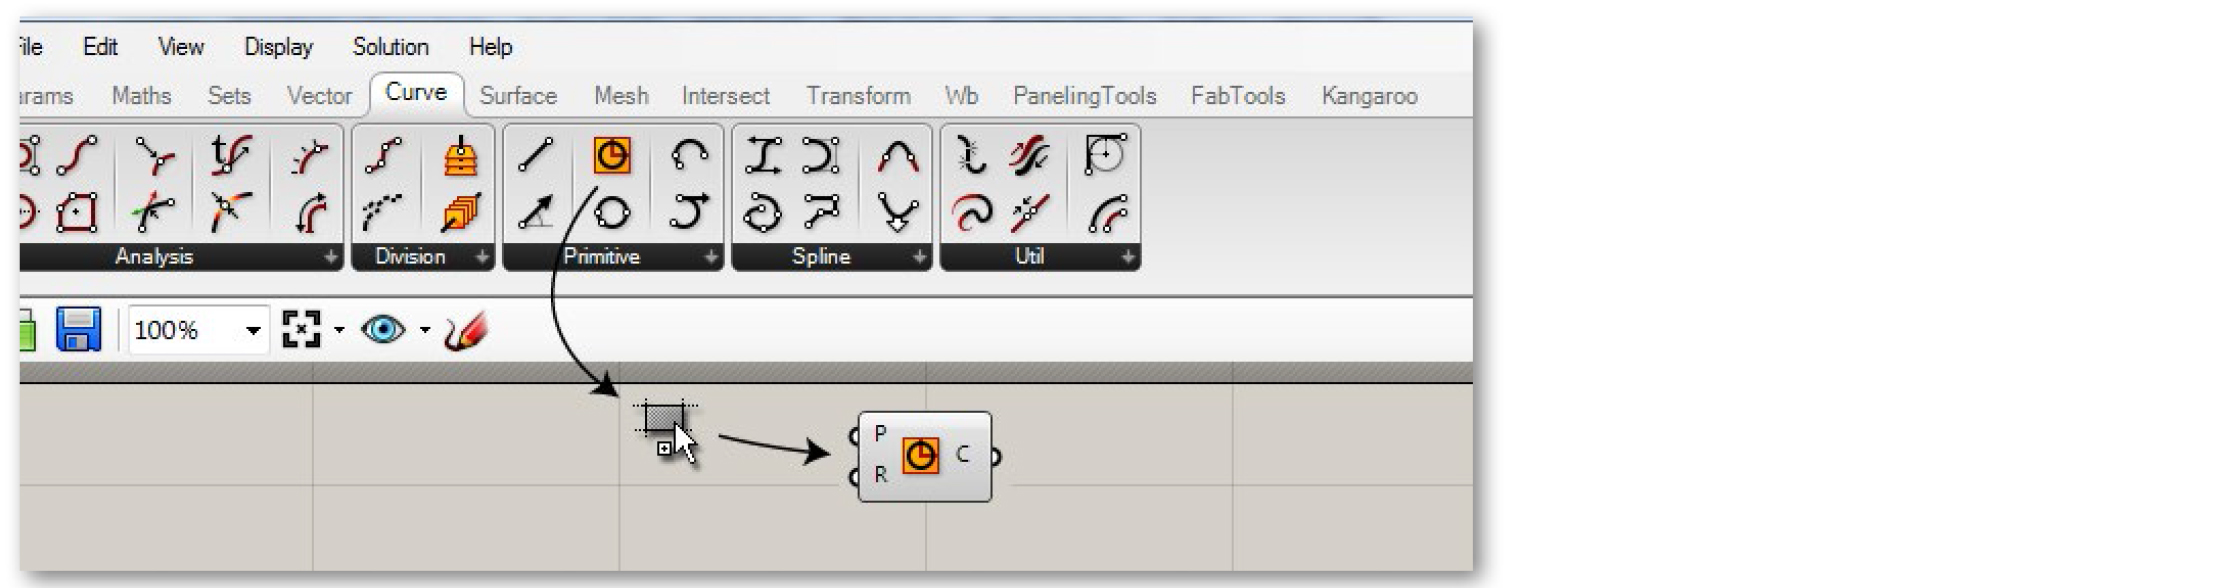 ile Edit View Display Solution Help
rams Maths Sets Vector Curve Surface Mesh Intersect Transform Wb PanelingTools FabTools Kangaroo
t
Analysis Division Primitive Spline Util
100%
P
C
R